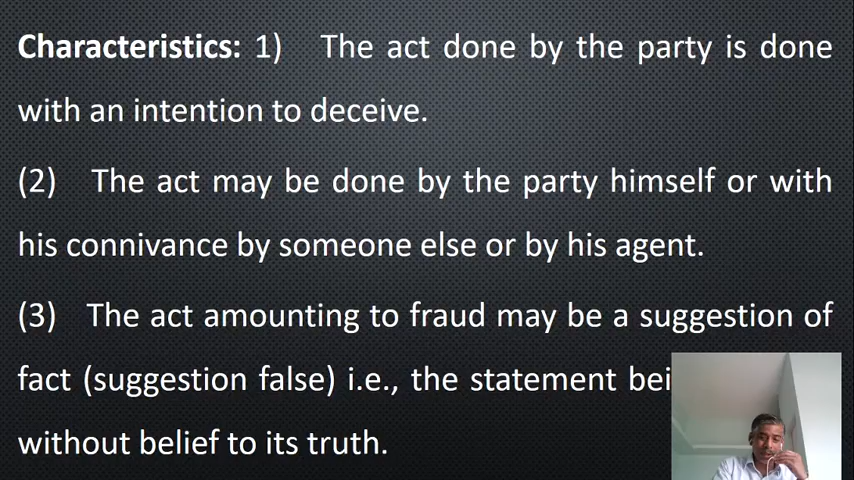 Characteristics: 1) The act done by the party is done
with an intention to deceive.
(2) The act may be done by the party himself or with
his connivance by someone else or by his agent.
(3) The act amounting to fraud may be a suggestion of
fact (suggestion false) i.e., the statement
without belief to its truth.